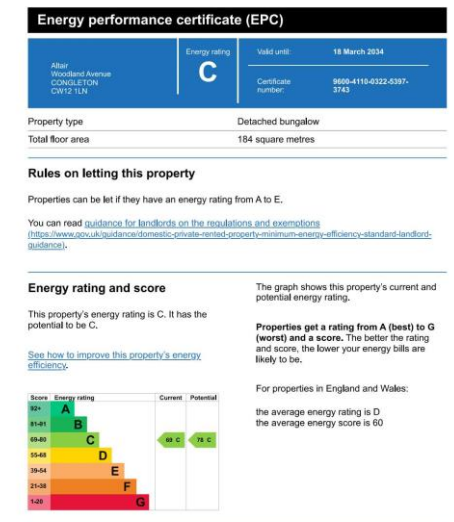 Energy performance certificate (EPC)
Altair
Woodland Avenue
CONGLETON
CW12 1LN
Energy rating
C
Valid until: 18 March 2034
Certificate number: 9600-4110-0322-5397-3743
Property type Detached bungalow
Total floor area 184 square metres
Rules on letting this property
Properties can be let if they have an energy rating from A to E.
You can read guidance for landlords on the regulations and exemptions
(https://www.gov.uk/guidance/domestic-private-rented-property-minimum-energy-efficiency-standard-landlord-
guidance).
Energy rating and score
This property's energy rating is C. It has the
potential to be C.
See how to improve this property's energy
efficiency.
Score Energy rating Current Potential
92+ A
81-91 B
69-80 C 69 C 78 C
55-68 D
39-54 E
21-38 F
1-20 G
The graph shows this property's current and
potential energy rating.
Properties get a rating from A (best) to G
(worst) and a score. The better the rating
and score, the lower your energy bills are
likely to be.
For properties in England and Wales:
the average energy rating is D
the average energy score is 60